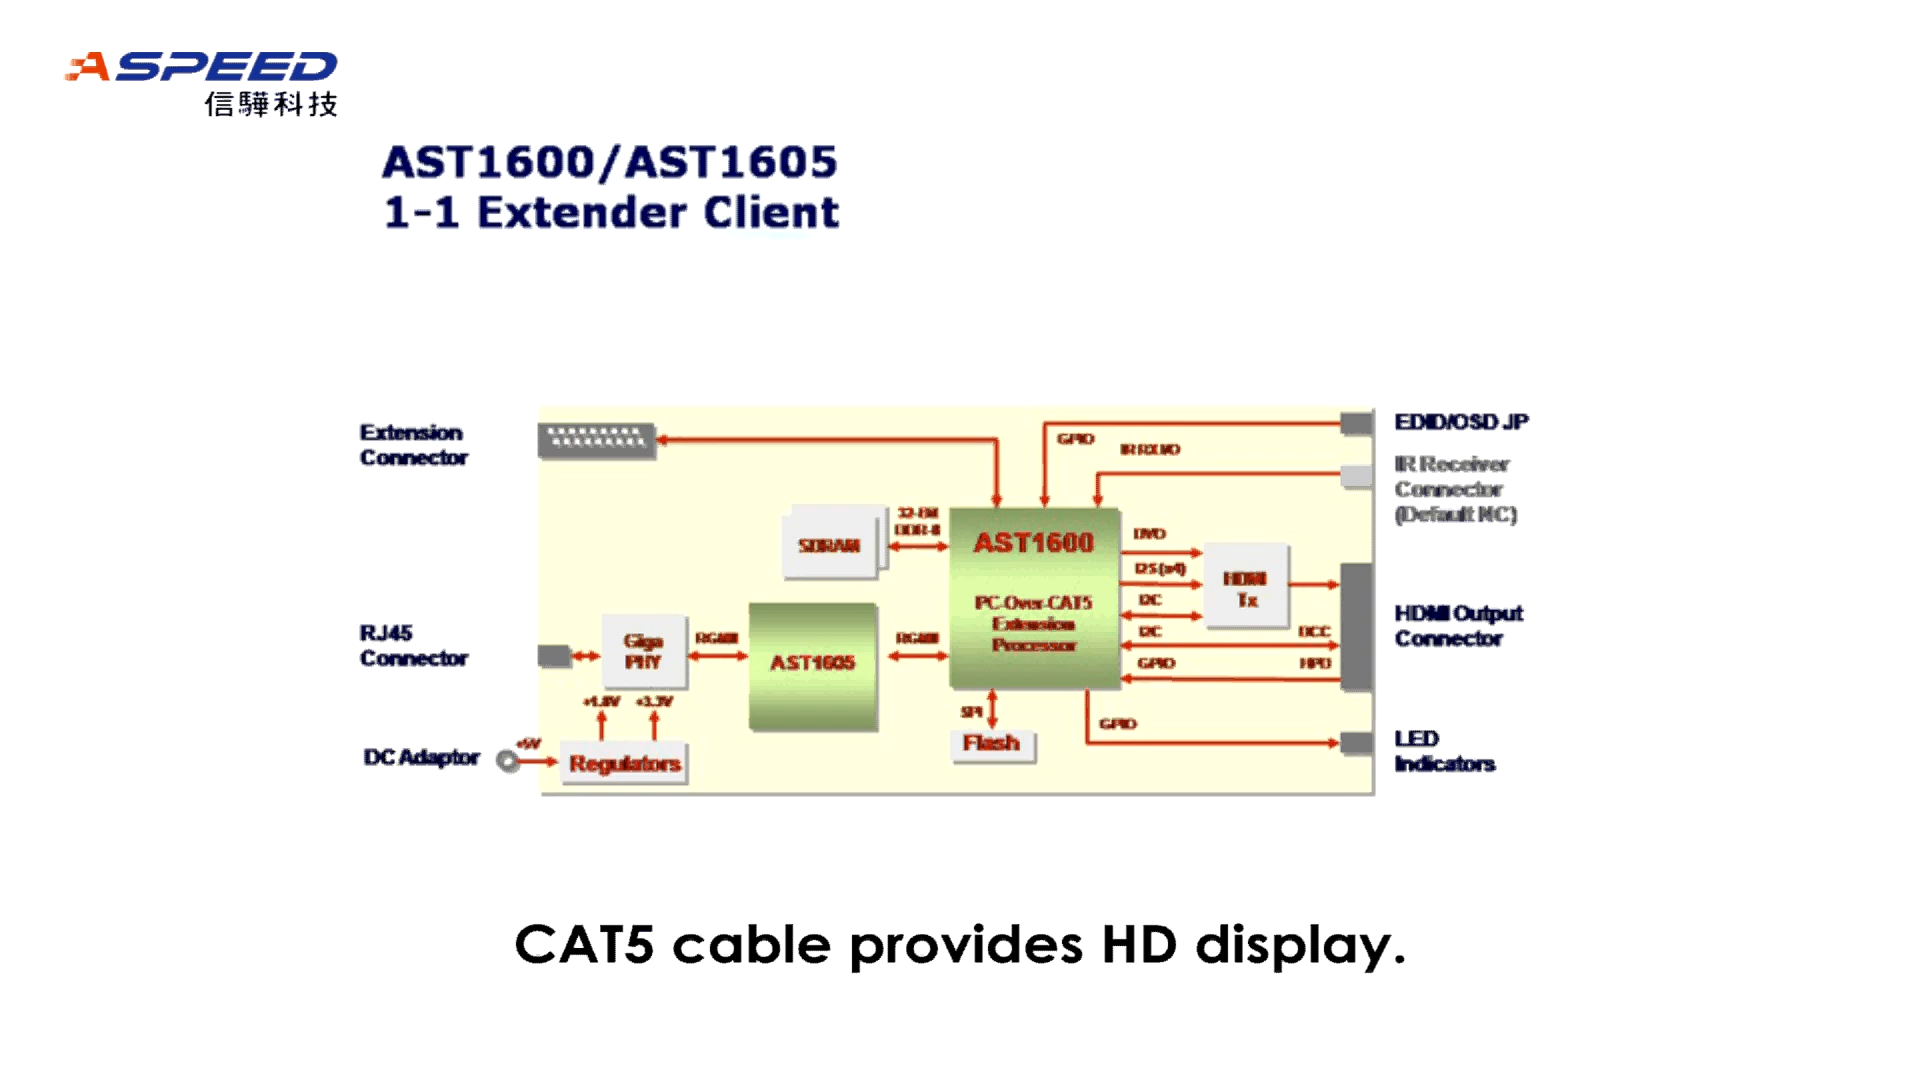 ASPEED
信驊科技
AST1600/AST1605
1-1 Extender Client
Extension
Connector
EDID/OSD JP
GPIO
IR RX I/O
IR Receiver
Connector
(Default NC)
32-Bit
DDR-II
SDRAM
AST1600
PC-Over-CAT5
Extension
Processor
DVO
I2S (x4)
I2C
I2C
GPIO
HDMI
Tx
DCC
HPD
HDMI Output
Connector
RJ45
Connector
Giga
PHY
RGMII
AST1605
RGMII
+1.8V
+3.3V
SPI
Flash
GPIO
LED
Indicators
DC Adaptor
+5V
Regulators
CAT5 cable provides HD display.